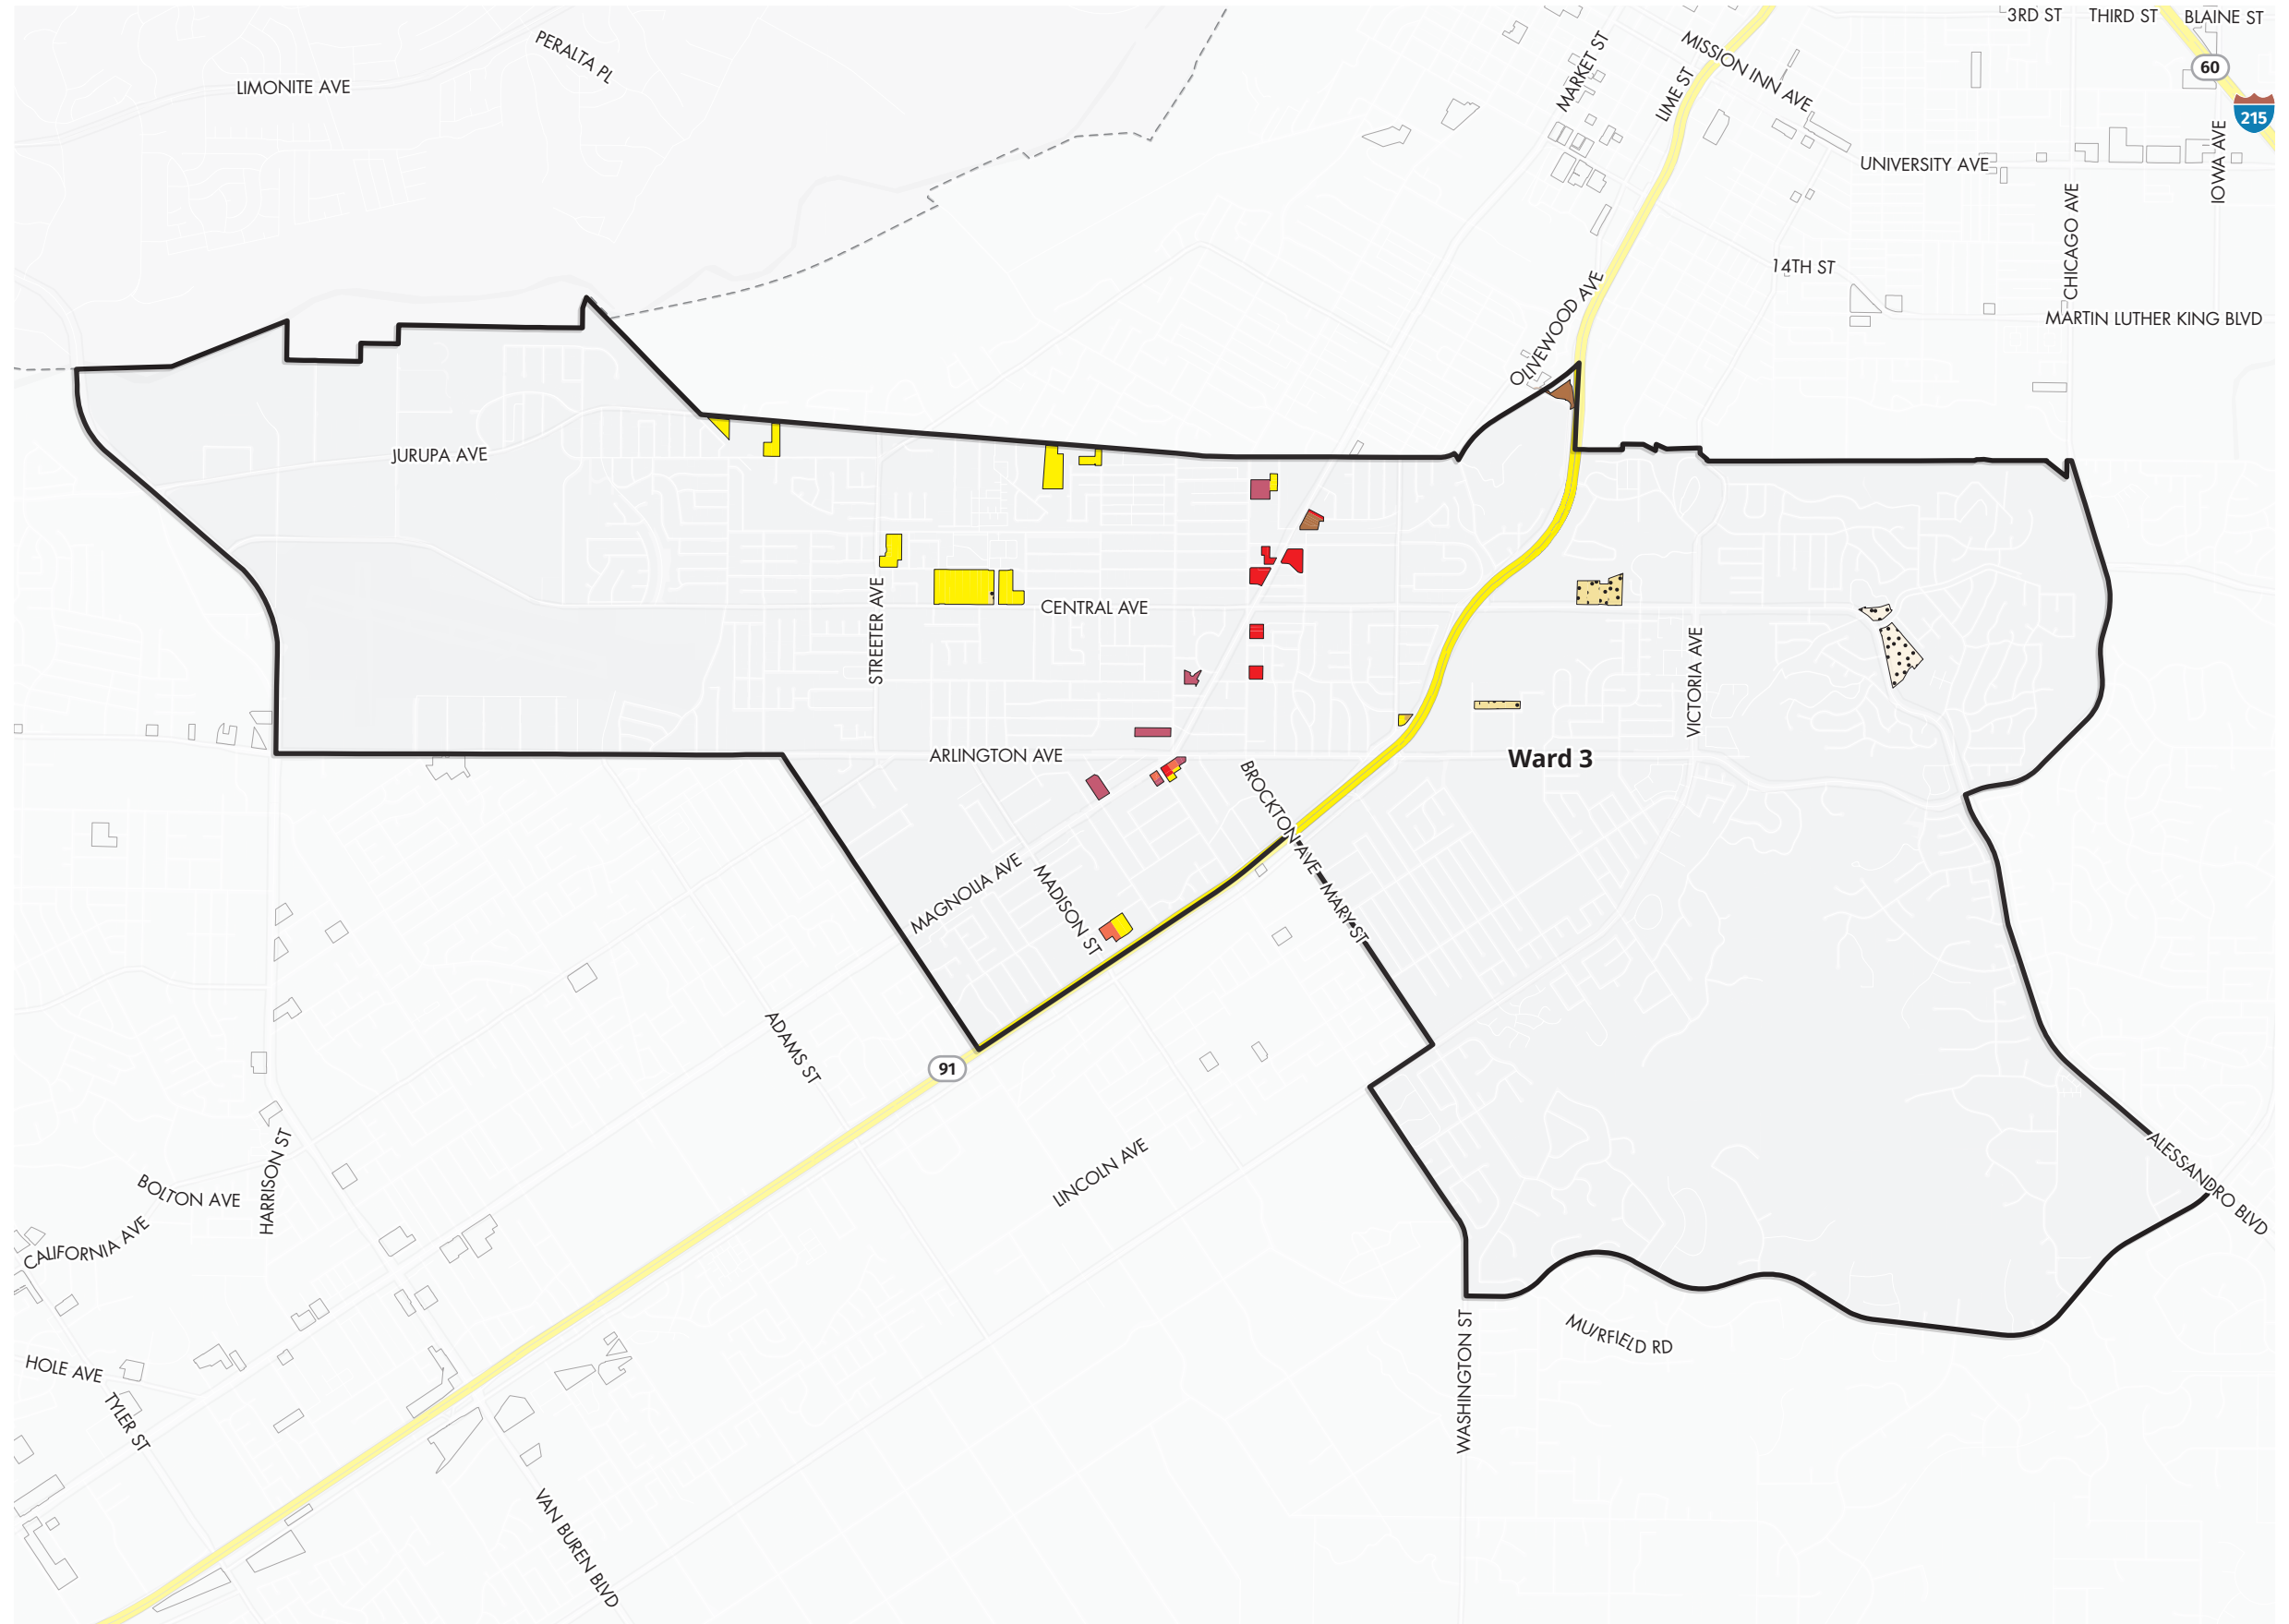 3RD ST
THIRD ST
BLAINE ST
PERALTA PL
MARKET ST
MISSION INN AVE
60
LIMONITE AVE
LIME ST
215
IOWA AVE
UNIVERSITY AVE
CHICAGO AVE
14TH ST
OLIVEWOOD AVE
MARTIN LUTHER KING BLVD
JURUPA AVE
STREETER AVE
CENTRAL AVE
VICTORIA AVE
ARLINGTON AVE
Ward 3
BROCKTON AVE
MAGNOLIA AVE
MADISON ST
MARY ST
ADAMS ST
91
LINCOLN AVE
ALESSANDRO BLVD
HARRISON ST
BOLTON AVE
CALIFORNIA AVE
MUIRFIELD RD
WASHINGTON ST
HOLE AVE
TYLER ST
VAN BUREN BLVD